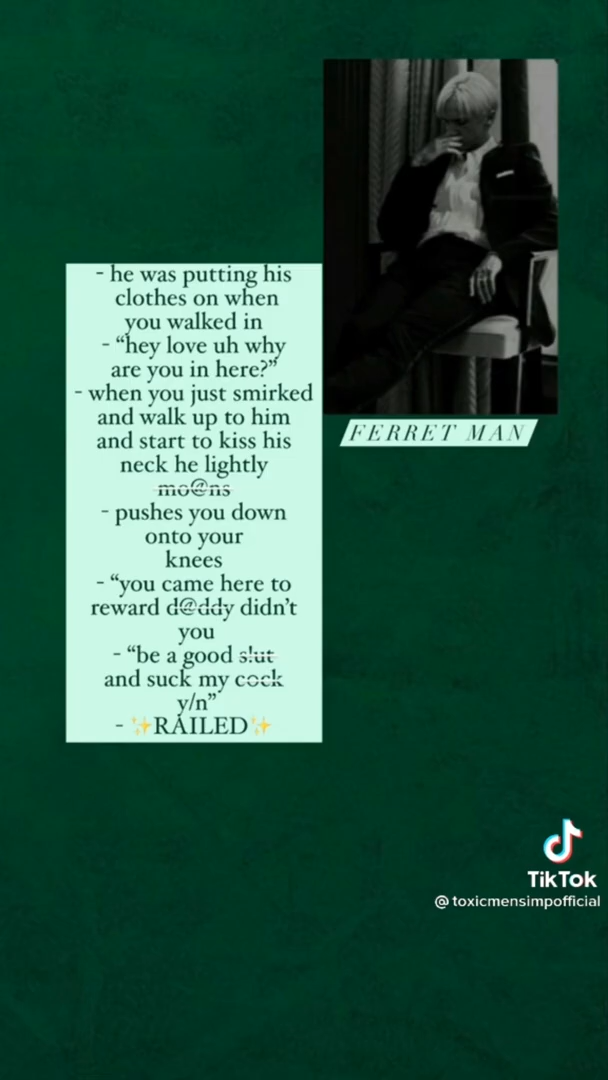 - he was putting his
clothes on when
you walked in
- “hey love uh why
are you in here?”
- when you just smirked
and walk up to him
and start to kiss his
neck he lightly
mo@ns
- pushes you down
onto your
knees
- “you came here to
reward d@ddy didn’t
you
- “be a good slut
and suck my cock
y/n”
- ✨RAILED✨
FERRET MAN
TikTok
@ toxicmensimpofficial